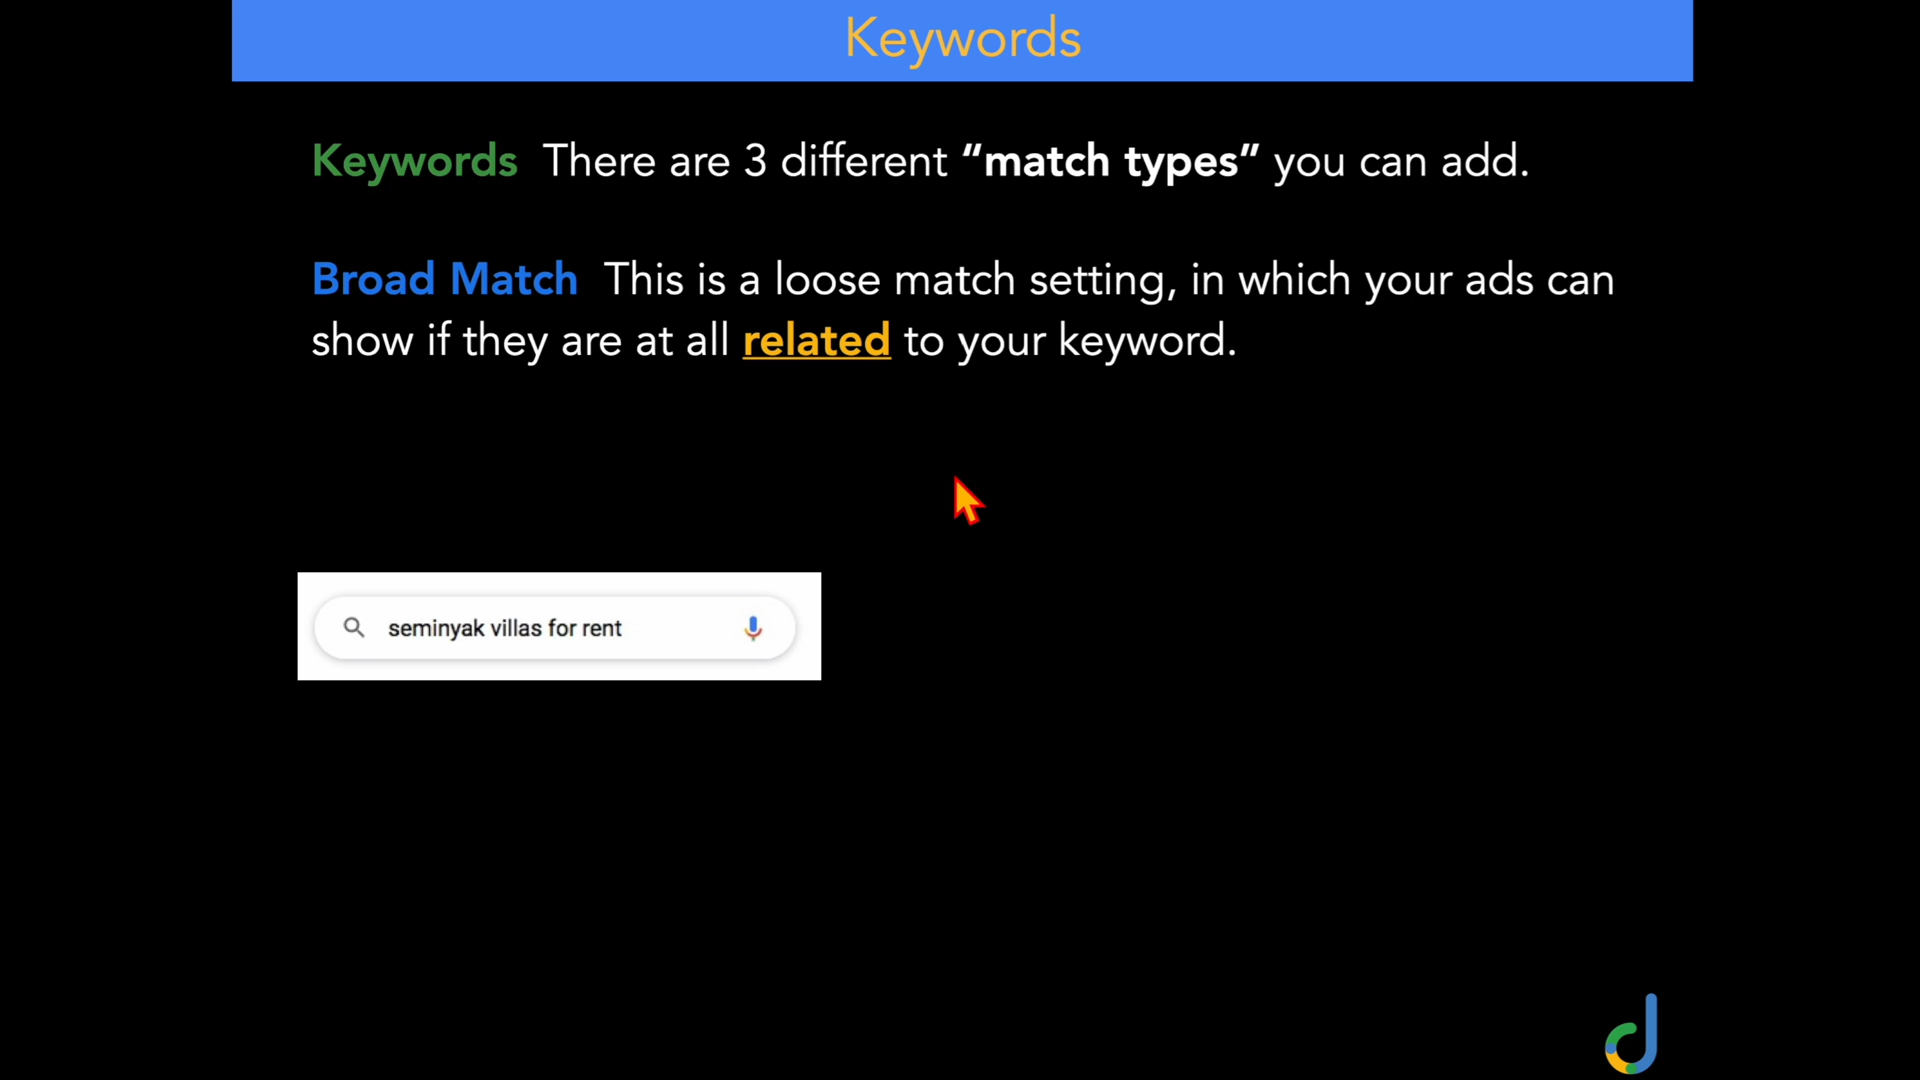 Keywords
Keywords There are 3 different “match types” you can add.
Broad Match This is a loose match setting, in which your ads can
show if they are at all related to your keyword.
seminyak villas for rent